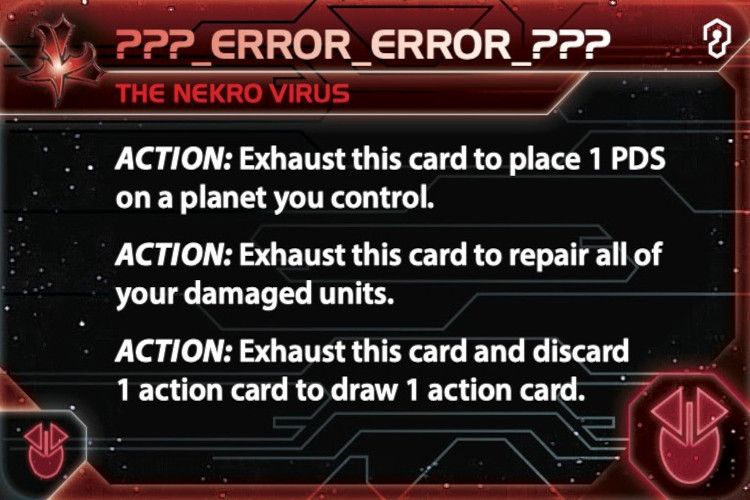 ???_ERROR_ERROR_???
THE NEKRO VIRUS
ACTION: Exhaust this card to place 1 PDS
on a planet you control.
ACTION: Exhaust this card to repair all of
your damaged units.
ACTION: Exhaust this card and discard
1 action card to draw 1 action card.